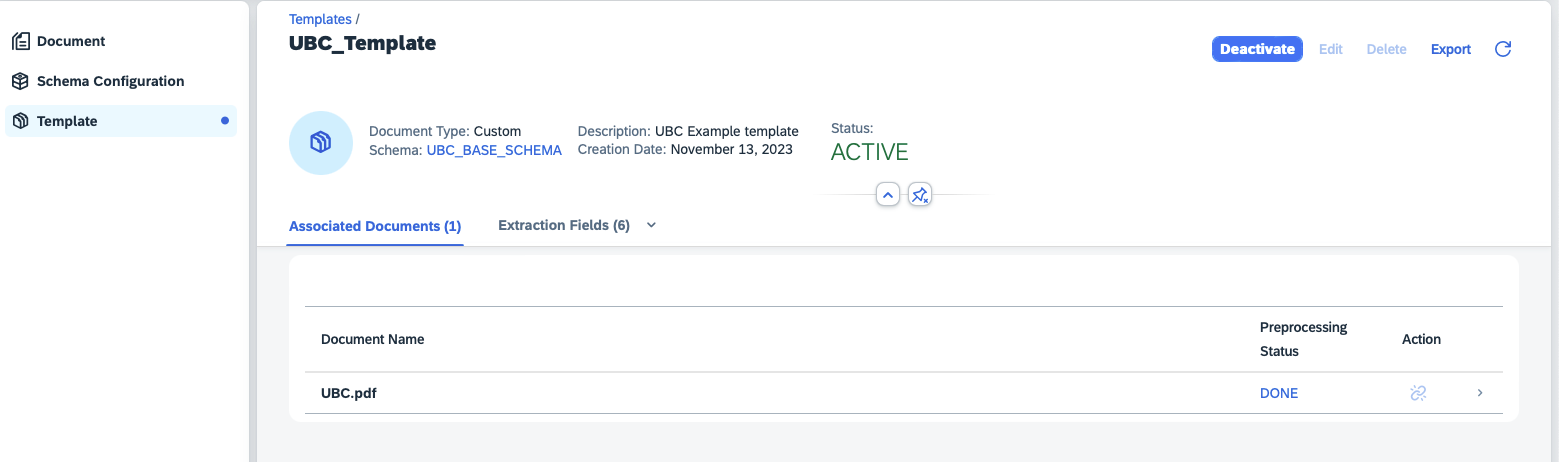 Document
Schema Configuration
Template
Templates /
UBC_Template
Deactivate Edit Delete Export
Document Type: Custom
Schema: UBC_BASE_SCHEMA
Description: UBC Example template
Creation Date: November 13, 2023
Status:
ACTIVE
Associated Documents (1) Extraction Fields (6)
Document Name
Preprocessing
Status
Action
UBC.pdf DONE